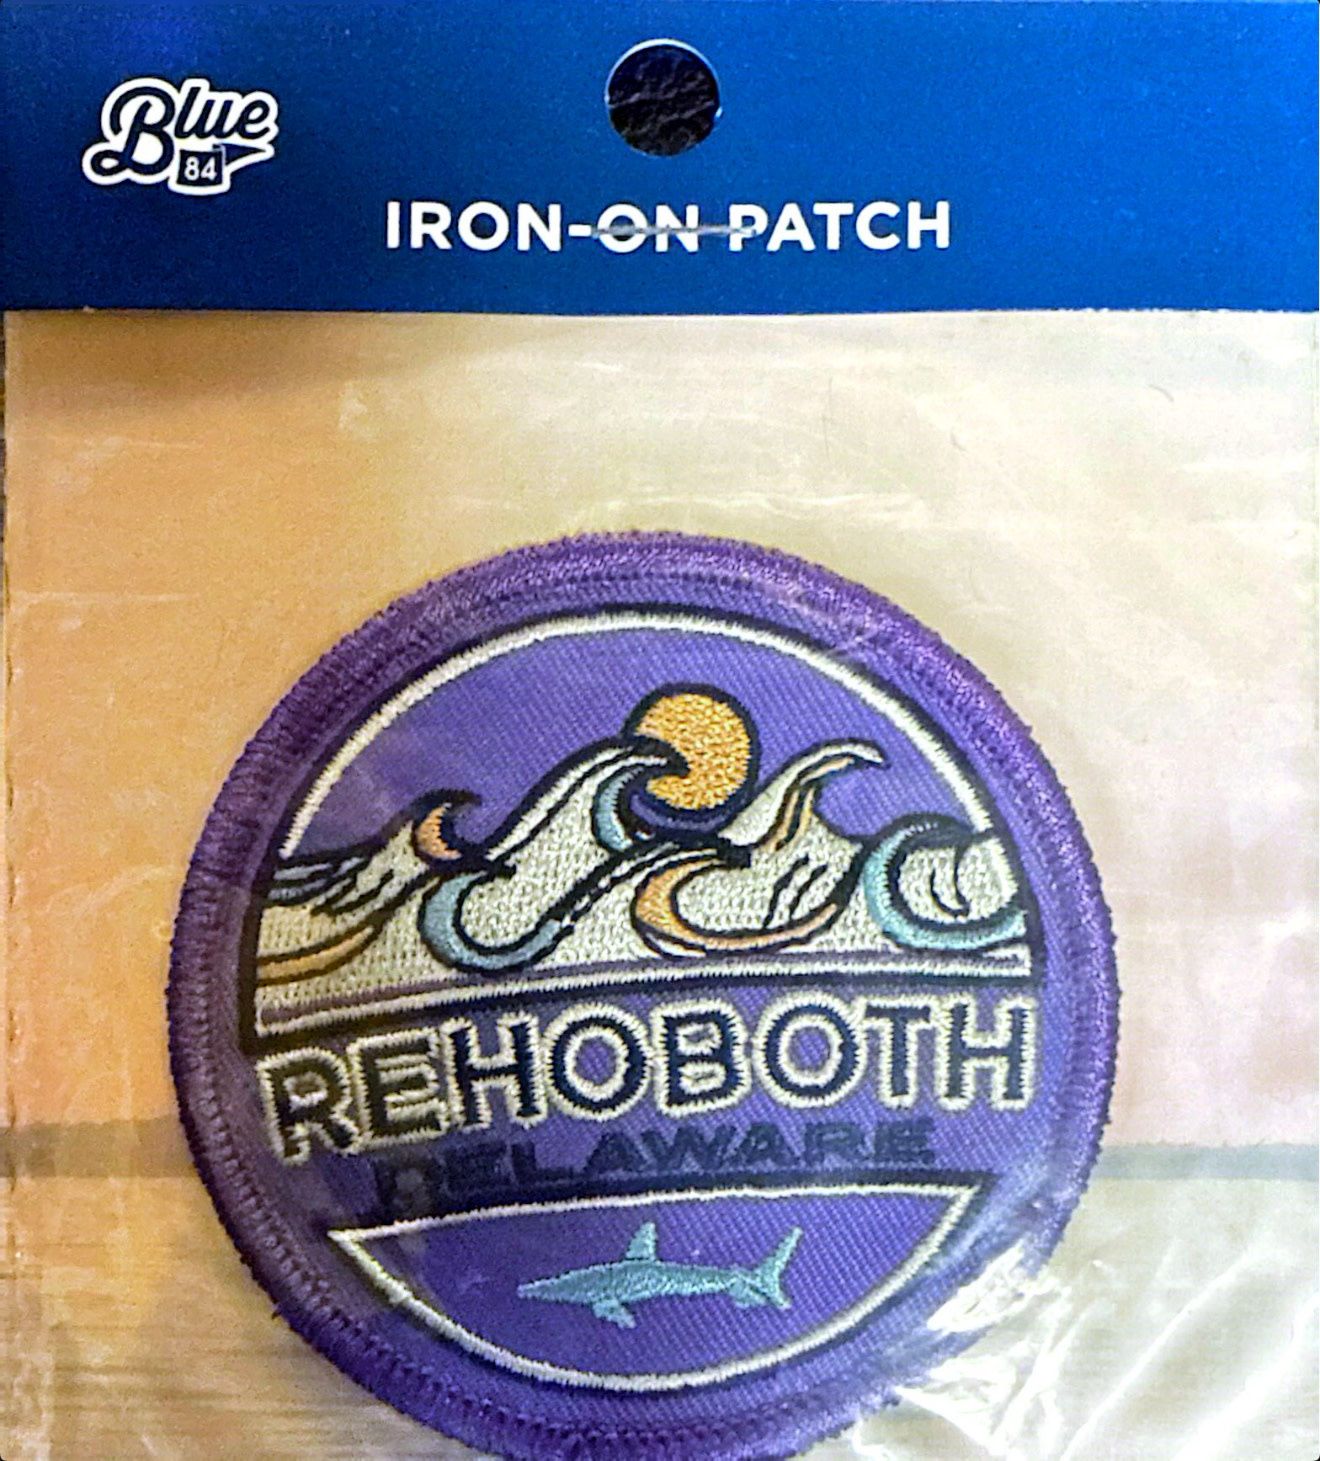 Blue
84
IRON-ON PATCH
REHOBOTH
DELAWARE